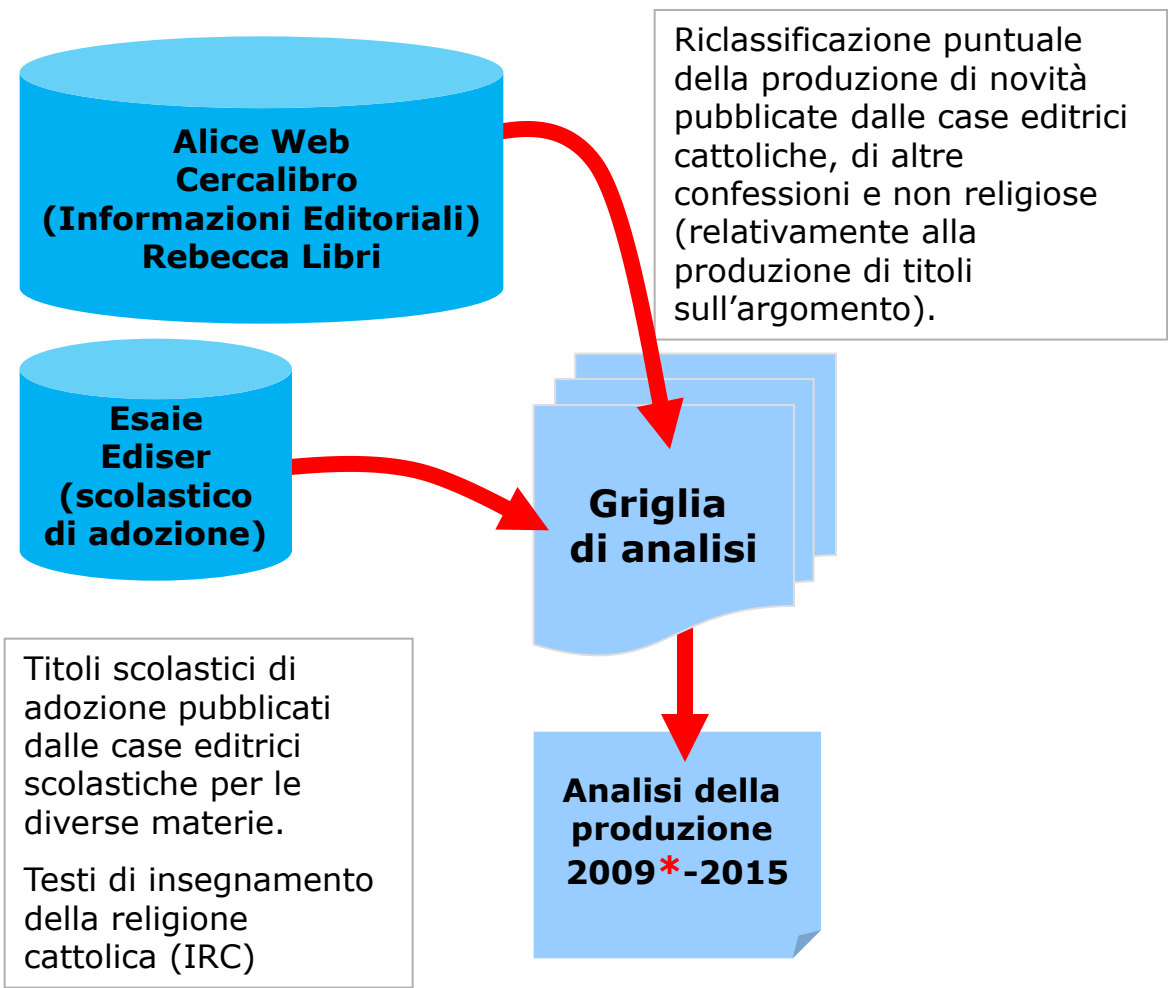 Alice Web
Cercalibro
(Informazioni Editoriali)
Rebecca Libri
Riclassificazione puntuale
della produzione di novità
pubblicate dalle case editrici
cattoliche, di altre
confessioni e non religiose
(relativamente alla
produzione di titoli
sull’argomento).
Esaie
Ediser
(scolastico
di adozione)
Griglia
di analisi
Titoli scolastici di
adozione pubblicati
dalle case editrici
scolastiche per le
diverse materie.
Testi di insegnamento
della religione
cattolica (IRC)
Analisi della
produzione
2009*-2015